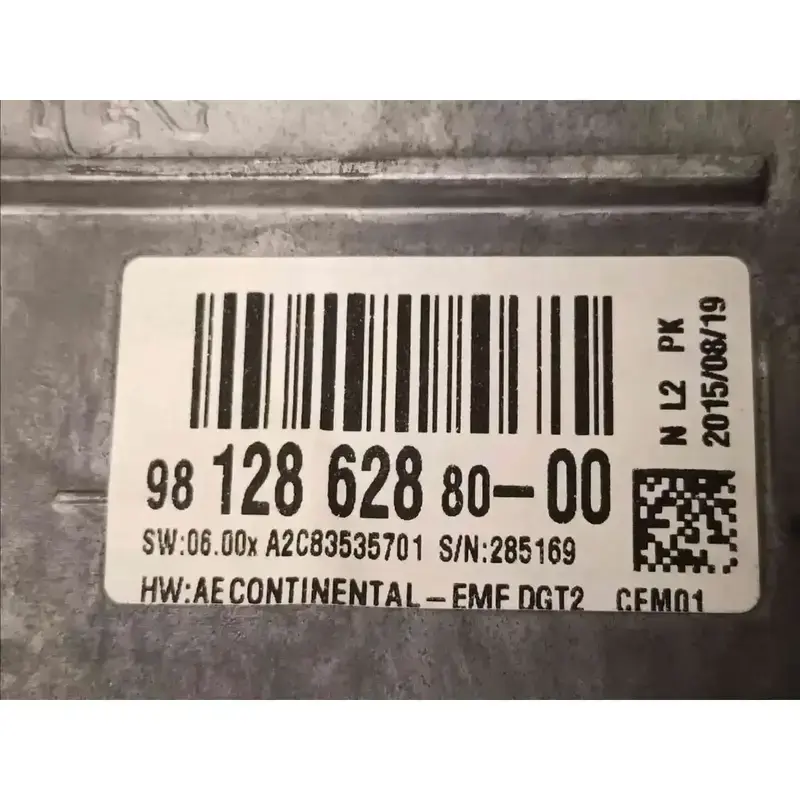 98 128 628 80-00
SW:06.00x A2C83535701 S/N:285169
HW:AE CONTINENTAL-EMF DGT2 CEM01
N L2 PK
2015/08/19